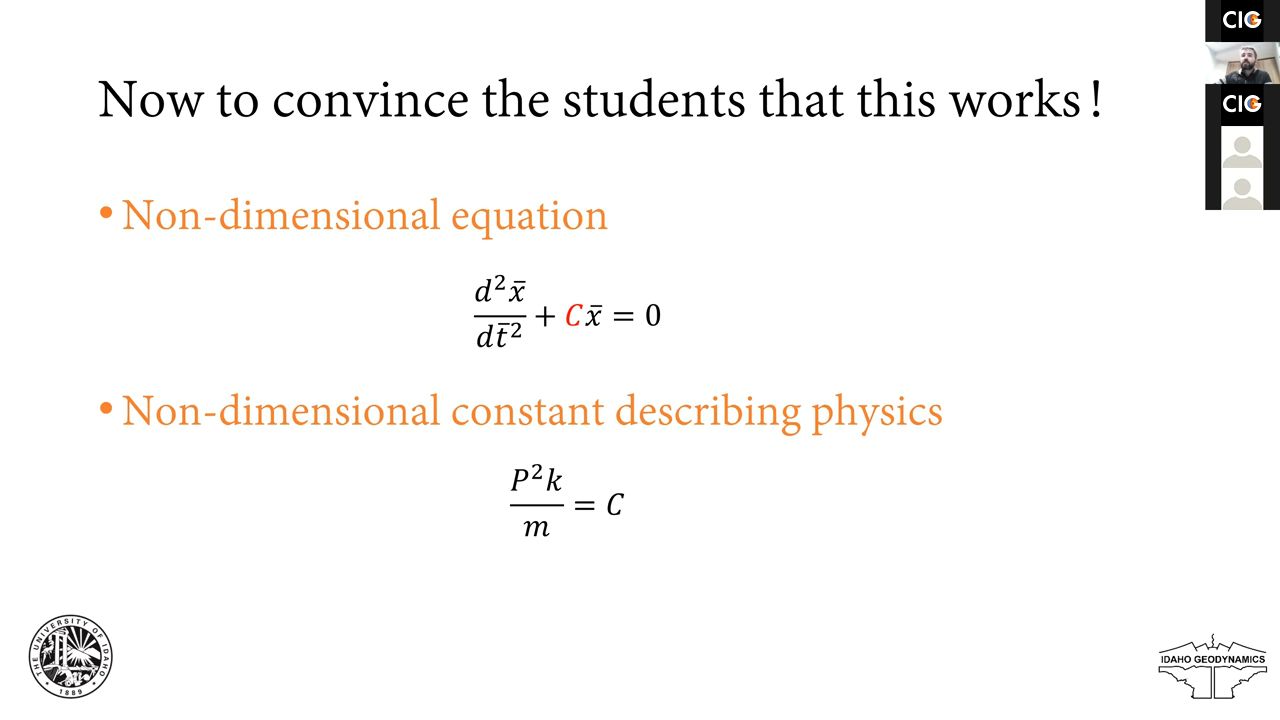 Now to convince the students that this works!
• Non-dimensional equation
d²x̄/dt̄² + Cx̄ = 0
• Non-dimensional constant describing physics
P²k/m = C
CIG
CIG
THE UNIVERSITY OF IDAHO
1889
IDAHO GEODYNAMICS